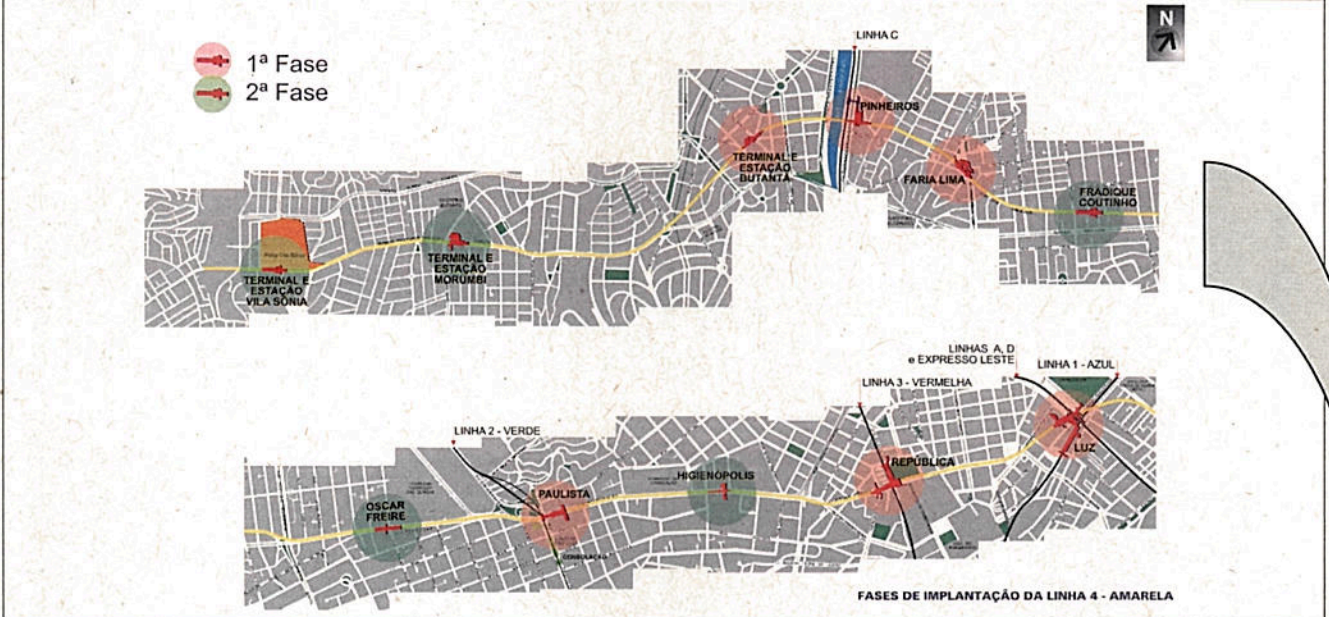 N
1ª Fase
2ª Fase
LINHA C
PINHEIROS
TERMINAL E
ESTAÇÃO
BUTANTÃ
FARIA LIMA
FRADIQUE
COUTINHO
TERMINAL E
ESTAÇÃO
MORUMBI
TERMINAL E
ESTAÇÃO
VILA SÔNIA
LINHAS A, D
e EXPRESSO LESTE
LINHA 1 - AZUL
LINHA 3 - VERMELHA
LINHA 2 - VERDE
LUZ
REPÚBLICA
HIGIENÓPOLIS
PAULISTA
OSCAR
FREIRE
CONSOLAÇÃO
FASES DE IMPLANTAÇÃO DA LINHA 4 - AMARELA